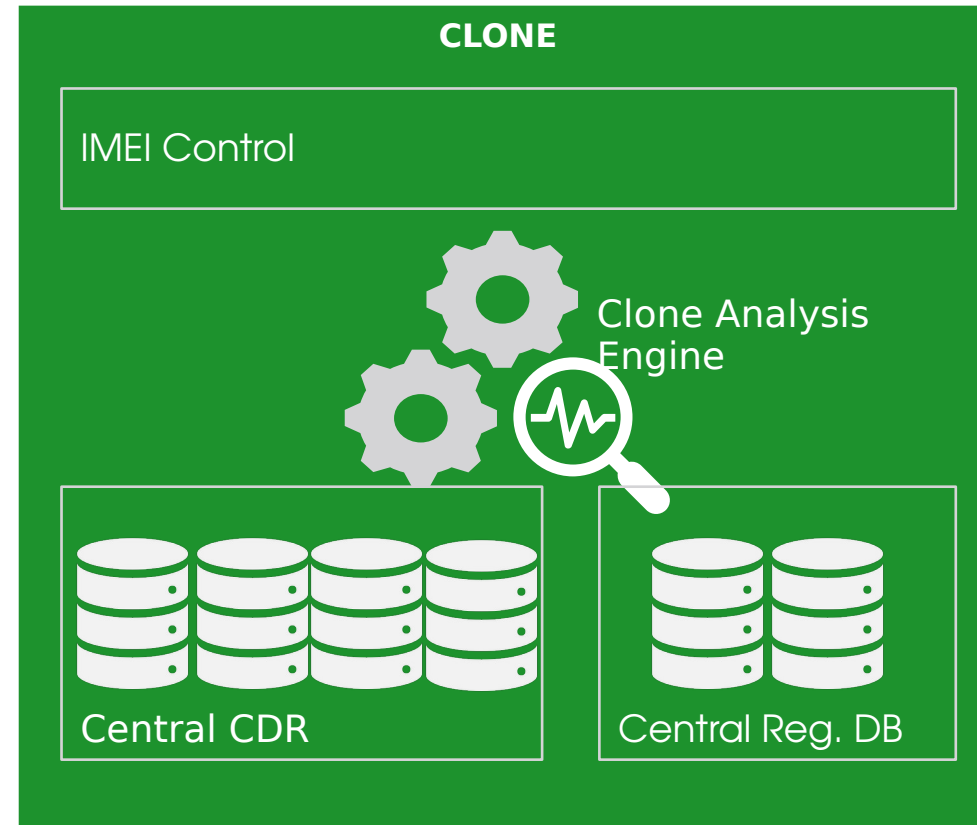 CLONE
IMEI Control
Clone Analysis
Engine
Central CDR
Central Reg. DB